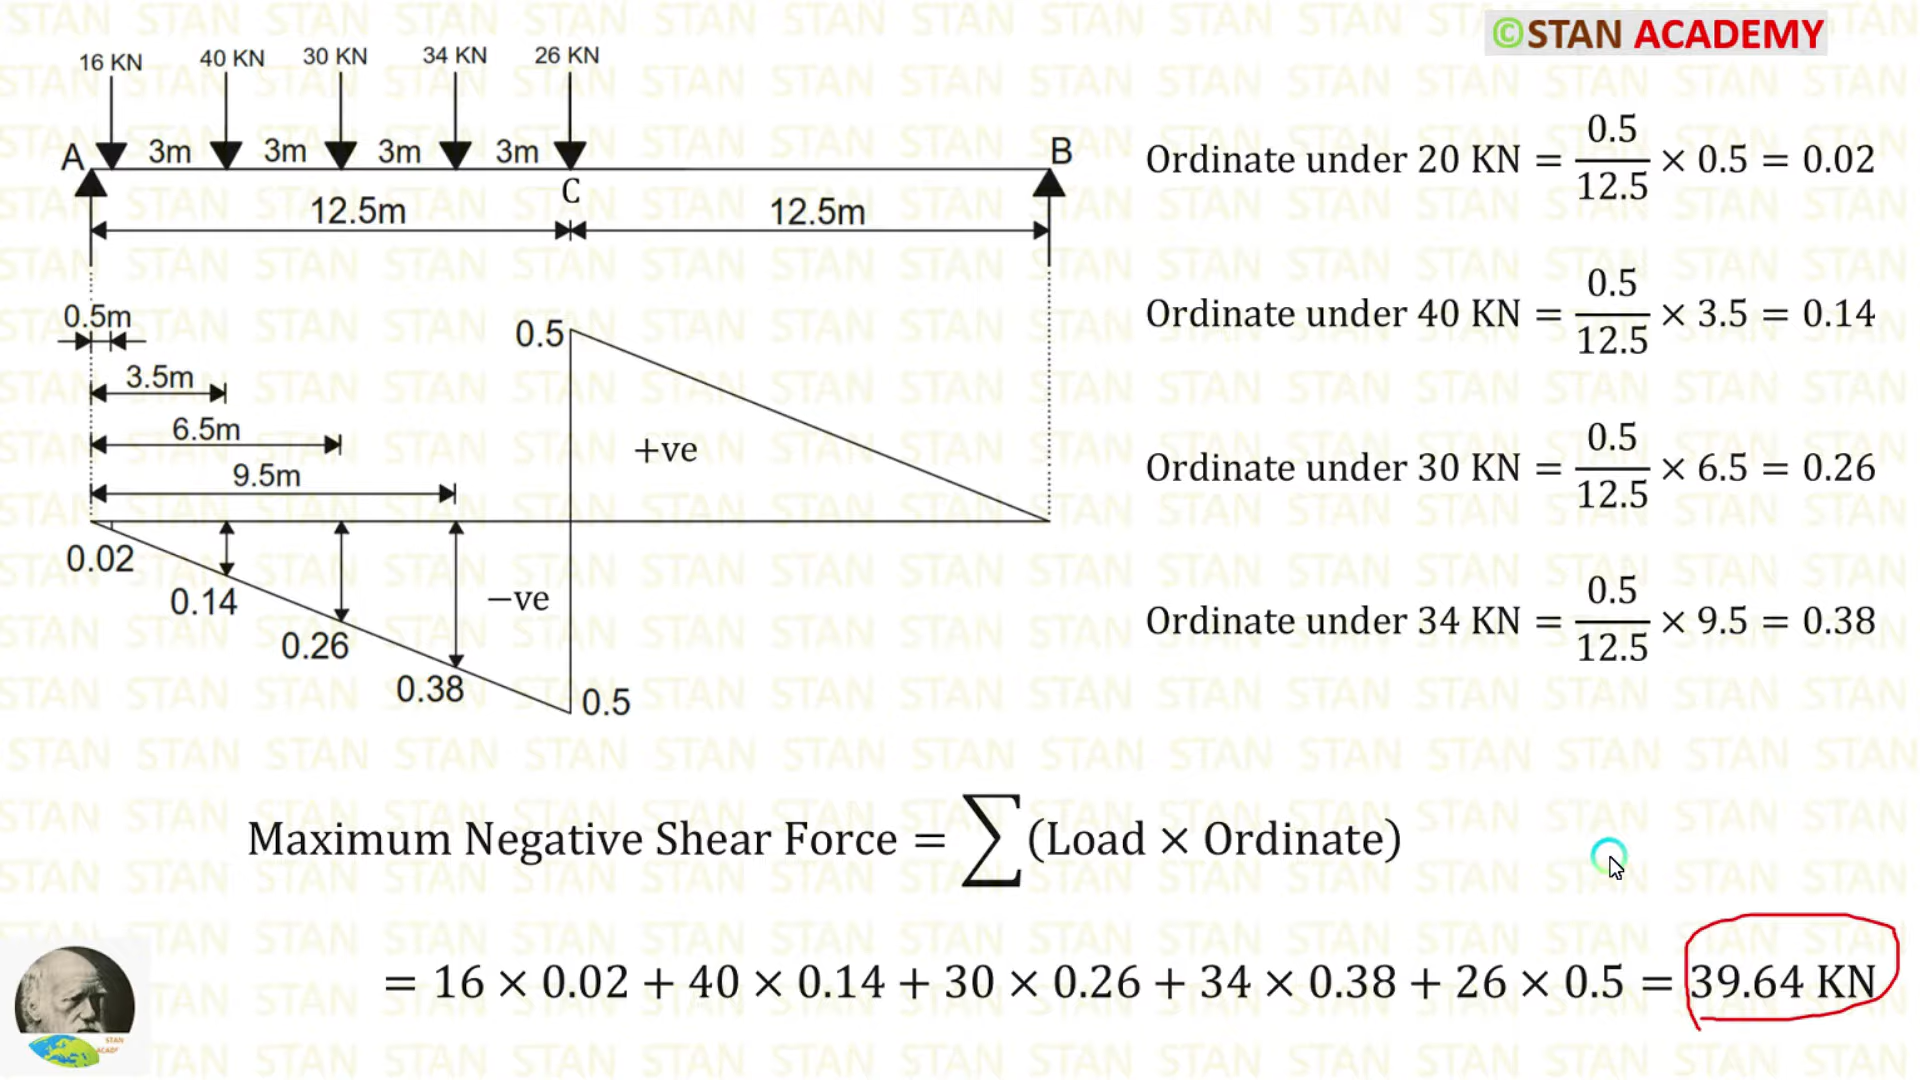 ©STAN ACADEMY
16 KN 40 KN 30 KN 34 KN 26 KN
A 3m 3m 3m 3m B
C
12.5m 12.5m
0.5m
3.5m
6.5m
9.5m
0.5
+ve
0.02
0.14
−ve
0.26
0.38
0.5
Ordinate under 20 KN = 0.5/12.5 × 0.5 = 0.02
Ordinate under 40 KN = 0.5/12.5 × 3.5 = 0.14
Ordinate under 30 KN = 0.5/12.5 × 6.5 = 0.26
Ordinate under 34 KN = 0.5/12.5 × 9.5 = 0.38
Maximum Negative Shear Force = ∑(Load × Ordinate)
= 16 × 0.02 + 40 × 0.14 + 30 × 0.26 + 34 × 0.38 + 26 × 0.5 = 39.64 KN
STAN